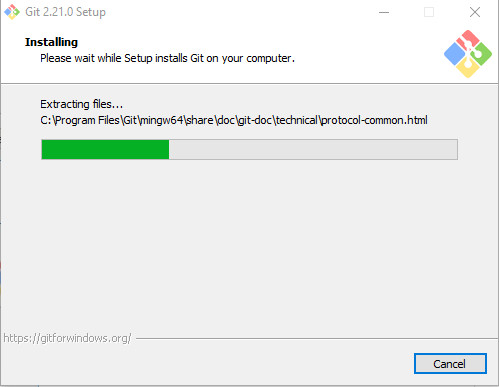 Git 2.21.0 Setup
Installing
Please wait while Setup installs Git on your computer.
Extracting files...
C:\Program Files\Git\mingw64\share\doc\git-doc\technical\protocol-common.html
https://gitforwindows.org/
Cancel